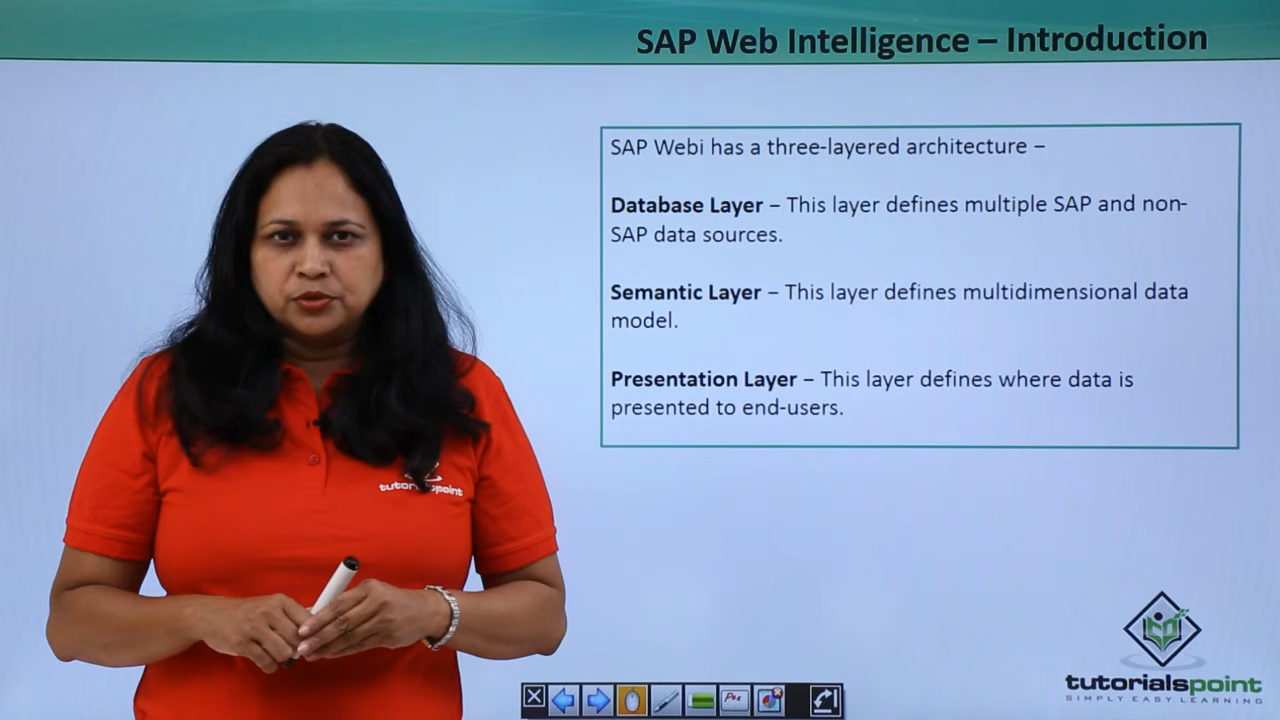 SAP Web Intelligence – Introduction
SAP Webi has a three-layered architecture –
Database Layer – This layer defines multiple SAP and non-
SAP data sources.
Semantic Layer – This layer defines multidimensional data
model.
Presentation Layer – This layer defines where data is
presented to end-users.
tutorialspoint
tutorialspoint
SIMPLY EASY LEARNING